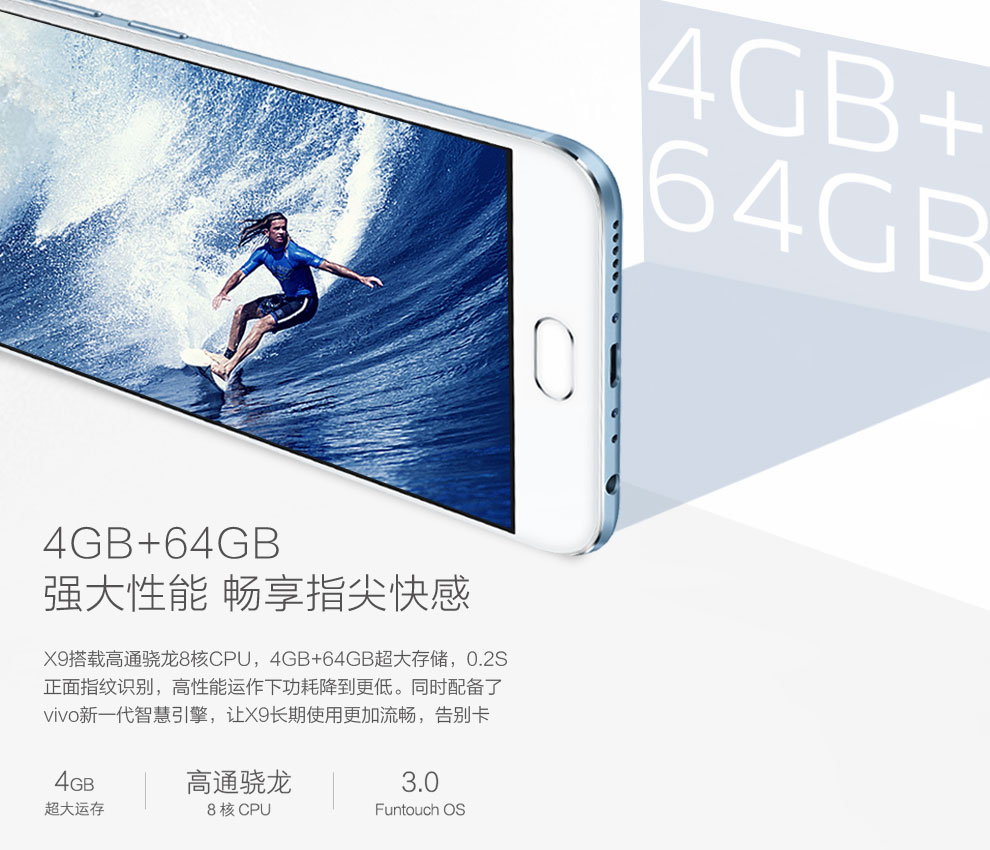 4GB+
64GB
4GB+64GB
强大性能 畅享指尖快感
X9搭载高通骁龙8核CPU，4GB+64GB超大存储，0.2S
正面指纹识别，高性能运作下功耗降到更低。同时配备了
vivo新一代智慧引擎，让X9长期使用更加流畅，告别卡
4GB
超大运存
高通骁龙
8 核 CPU
3.0
Funtouch OS